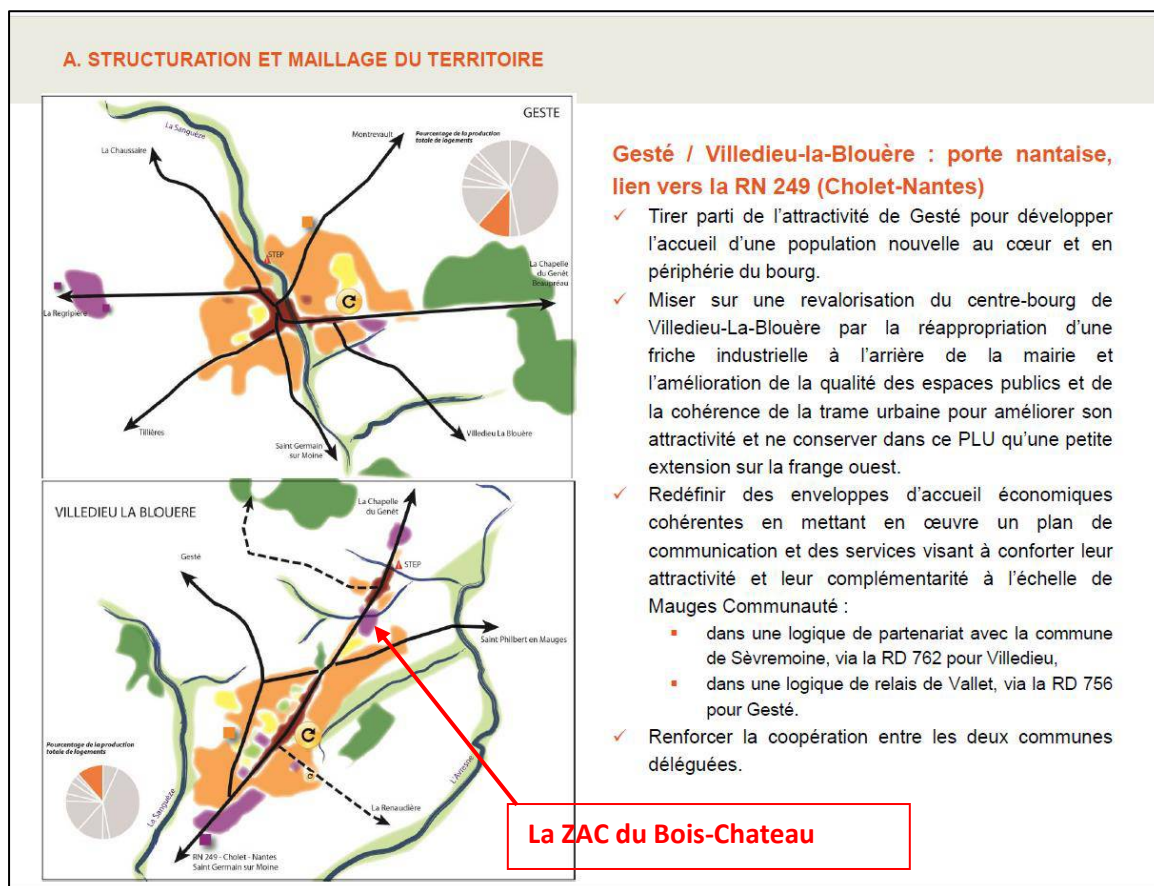 A. STRUCTURATION ET MAILLAGE DU TERRITOIRE
GESTE
La Sanguèze
Montrevault
Pourcentage de la production
totale de logements
La Chaussaire
STEP
La Chapelle
du Genêt
Beaupréau
La Regripière
Tillières
Saint Germain
sur Moine
Villedieu La Blouère
VILLEDIEU LA BLOUERE
La Chapelle
du Genêt
Gesté
STEP
Saint Philbert en Mauges
Pourcentage de la production
totale de logements
La Sanguèze
L'Avresne
La Renaudière
RN 249 - Cholet - Nantes
Saint Germain sur Moine
La ZAC du Bois-Chateau
Gesté / Villedieu-la-Blouère : porte nantaise,
lien vers la RN 249 (Cholet-Nantes)
✓ Tirer parti de l'attractivité de Gesté pour développer
l'accueil d'une population nouvelle au cœur et en
périphérie du bourg.
✓ Miser sur une revalorisation du centre-bourg de
Villedieu-La-Blouère par la réappropriation d'une
friche industrielle à l'arrière de la mairie et
l'amélioration de la qualité des espaces publics et de
la cohérence de la trame urbaine pour améliorer son
attractivité et ne conserver dans ce PLU qu'une petite
extension sur la frange ouest.
✓ Redéfinir des enveloppes d'accueil économiques
cohérentes en mettant en œuvre un plan de
communication et des services visant à conforter leur
attractivité et leur complémentarité à l'échelle de
Mauges Communauté :
▪ dans une logique de partenariat avec la commune
de Sèvremoine, via la RD 762 pour Villedieu,
▪ dans une logique de relais de Vallet, via la RD 756
pour Gesté.
✓ Renforcer la coopération entre les deux communes
déléguées.